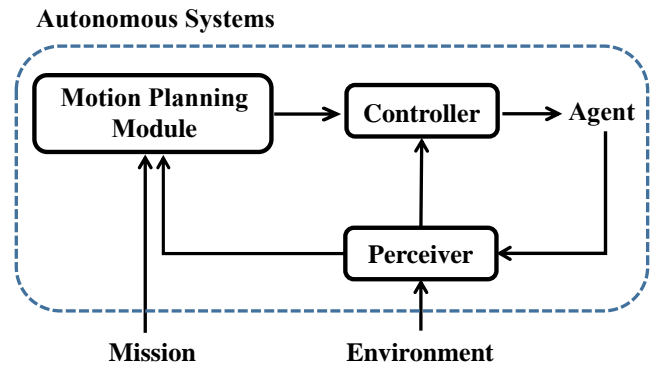 Autonomous Systems
Motion Planning
Module
Controller
Agent
Perceiver
Mission
Environment